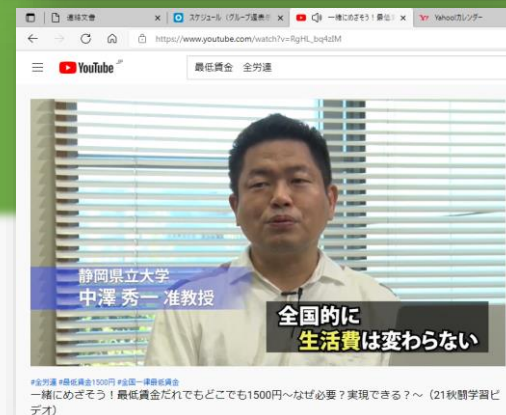 連絡文書
スケジュール (グループ週表示
一緒にめざそう!最低
Yahoo!カレンダー
https://www.youtube.com/watch?v=RgHL_bq4zIM
YouTube JP
最低賃金 全労連
静岡県立大学
中澤 秀一 准教授
全国的に
生活費は変わらない
#全労連 #最低賃金1500円 #全国一律最低賃金
一緒にめざそう!最低賃金だれでもどこでも1500円~なぜ必要?実現できる?~(21秋闘学習ビ
デオ)